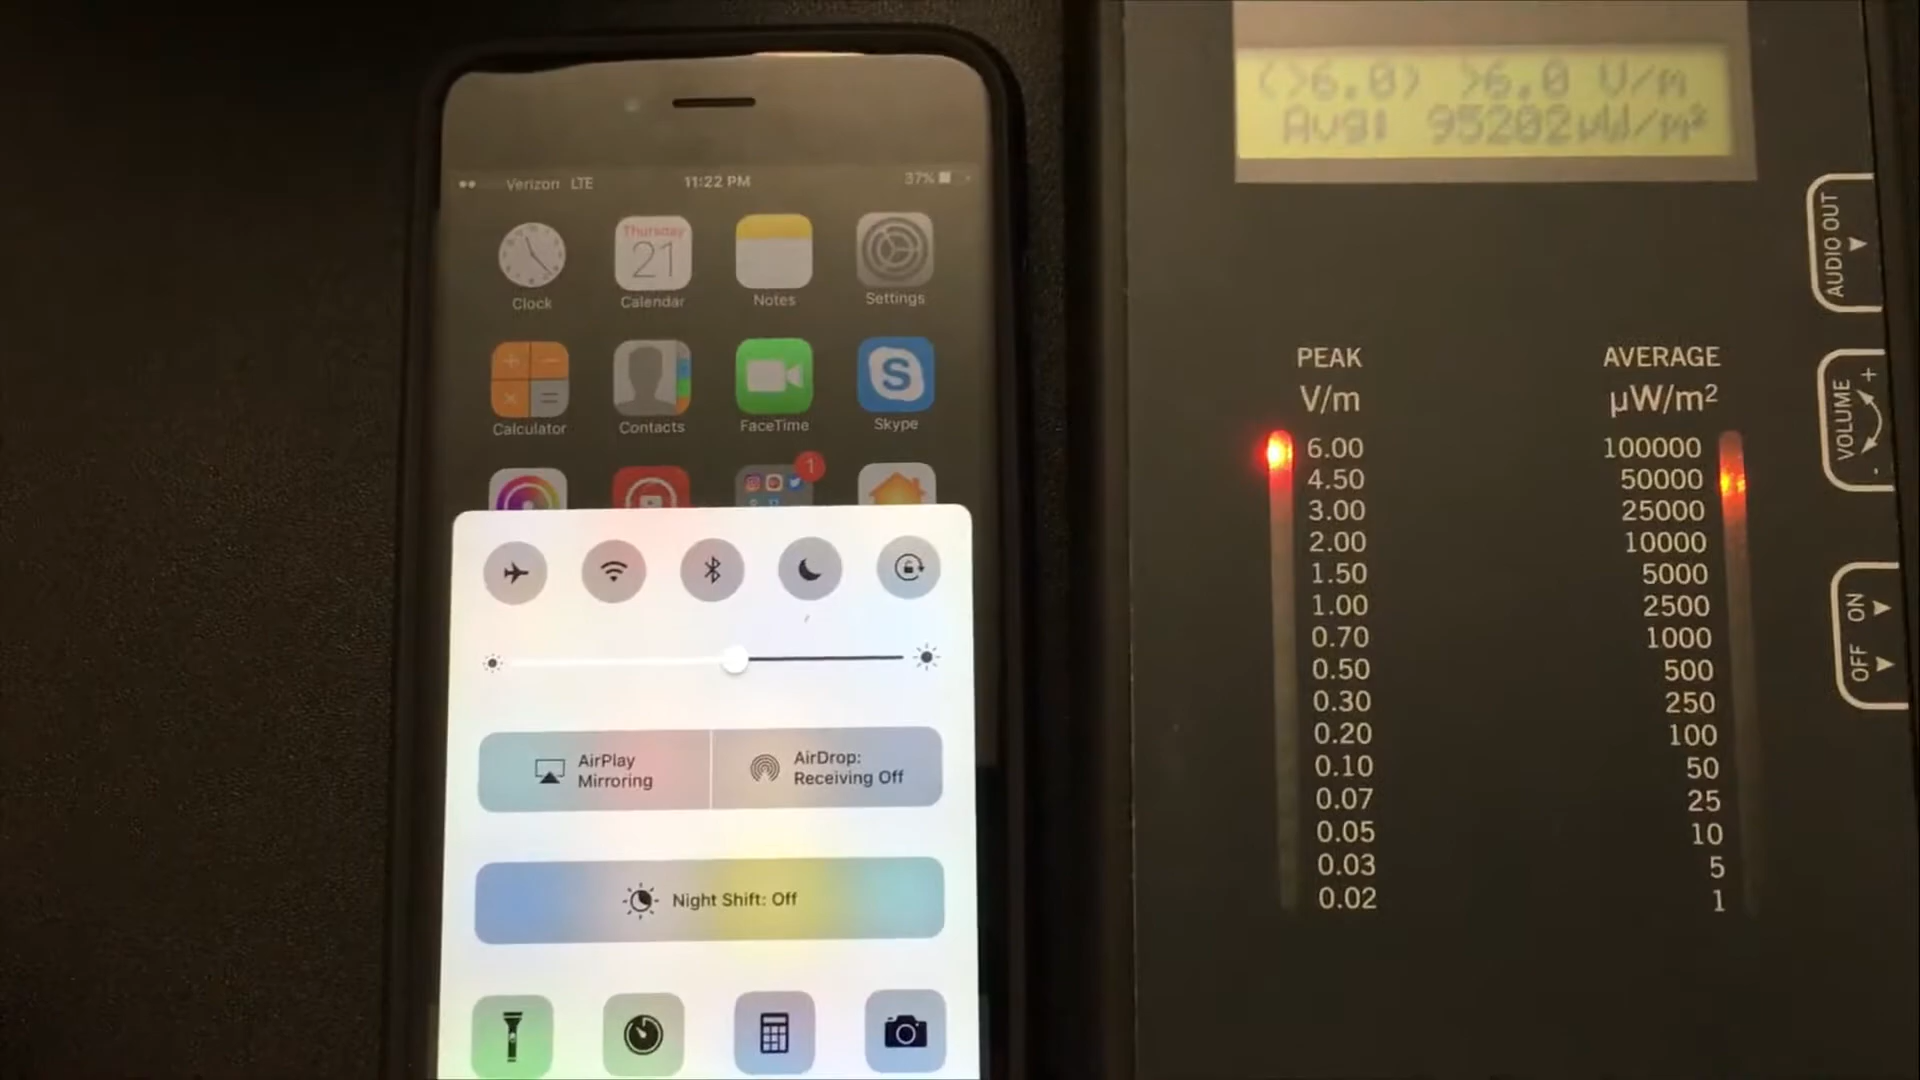 Verizon LTE
11:22 PM
37%
Thursday
21
Clock
Calendar
Notes
Settings
Calculator
Contacts
FaceTime
Skype
1
AirPlay
Mirroring
AirDrop:
Receiving Off
Night Shift: Off
(>6.0) >6.0 V/m
Avg: 95202µW/m²
PEAK
V/m
6.00
4.50
3.00
2.00
1.50
1.00
0.70
0.50
0.30
0.20
0.10
0.07
0.05
0.03
0.02
AVERAGE
µW/m²
100000
50000
25000
10000
5000
2500
1000
500
250
100
50
25
10
5
1
AUDIO OUT
VOLUME
- +
OFF ON